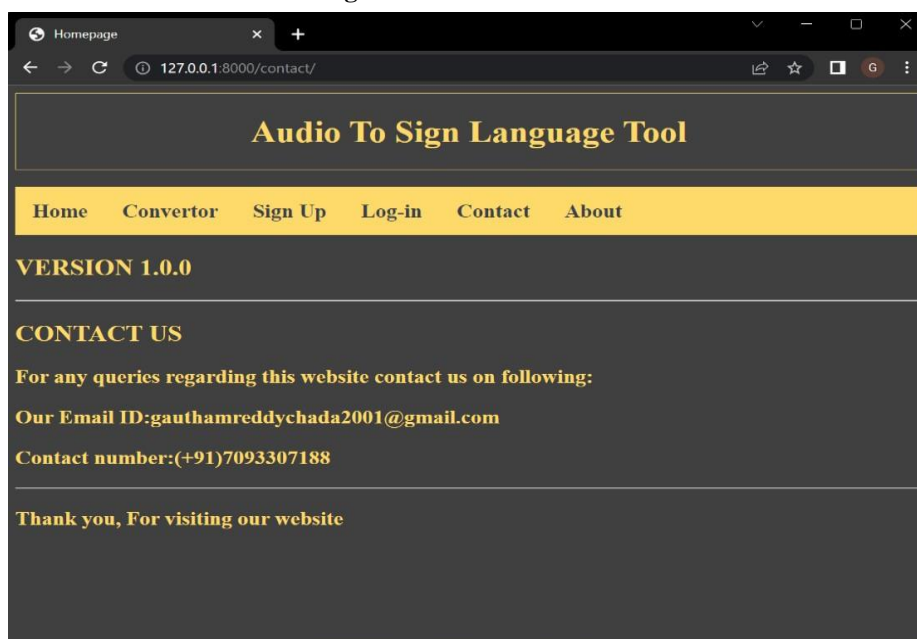 Homepage
127.0.0.1:8000/contact/
G
Audio To Sign Language Tool
Home Convertor Sign Up Log-in Contact About
VERSION 1.0.0
CONTACT US
For any queries regarding this website contact us on following:
Our Email ID:gauthamreddychada2001@gmail.com
Contact number:(+91)7093307188
Thank you, For visiting our website